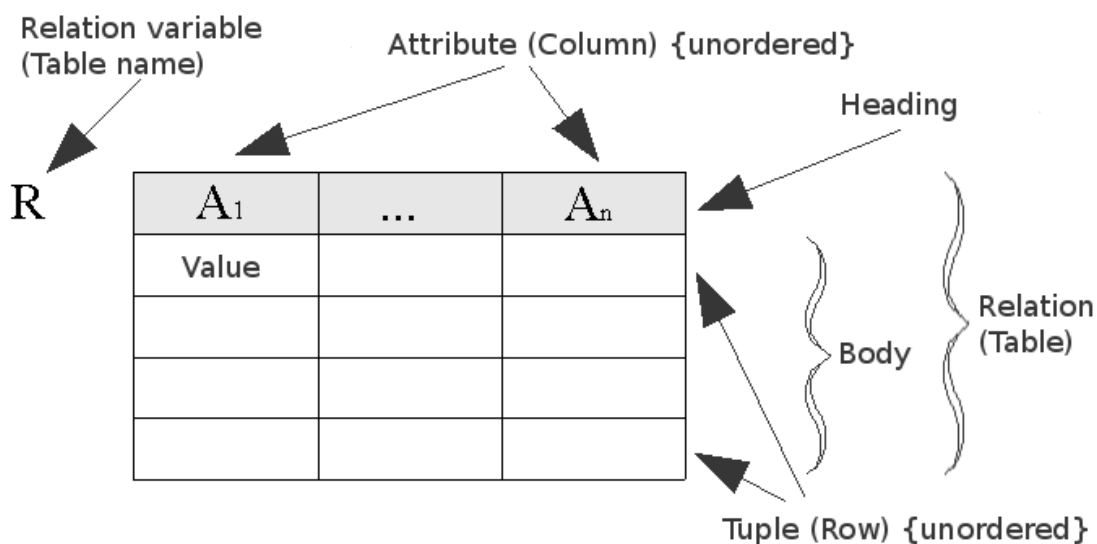 Relation variable
(Table name)
Attribute (Column) {unordered}
Heading
R
A1 ... An
Value
Body
Relation
(Table)
Tuple (Row) {unordered}